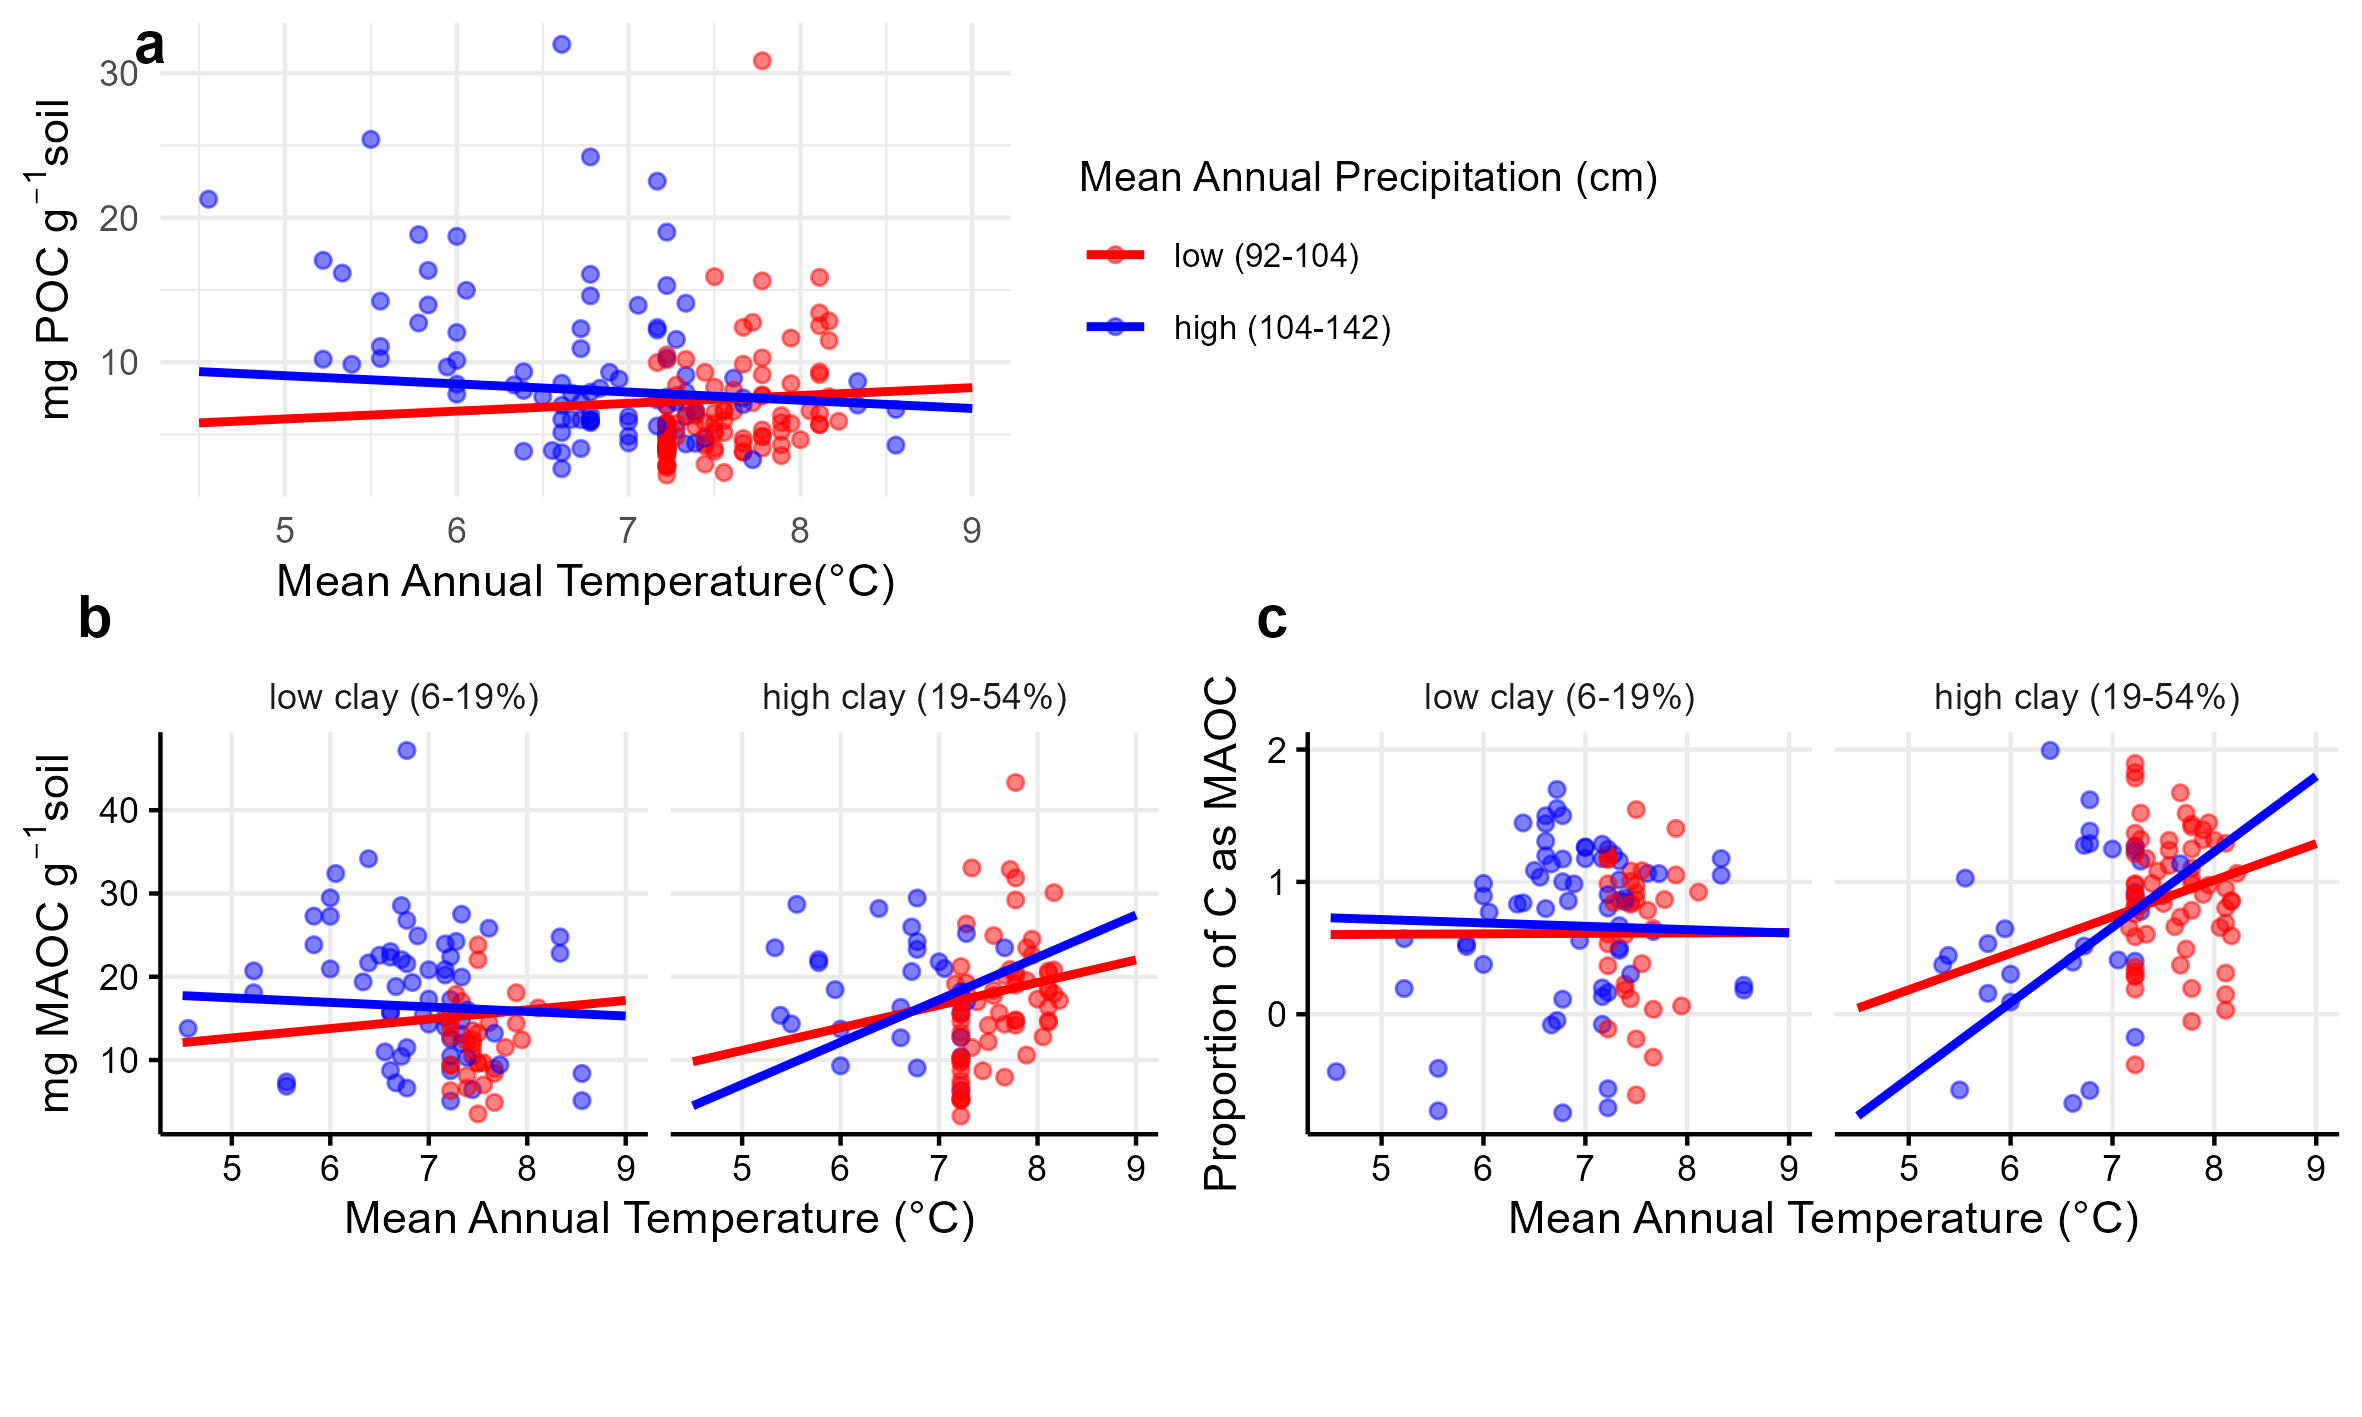 a
30
20
10
mg POC g⁻¹soil
5 6 7 8 9
Mean Annual Temperature(°C)
Mean Annual Precipitation (cm)
low (92-104)
high (104-142)
b
low clay (6-19%) high clay (19-54%)
40
30
20
10
mg MAOC g⁻¹soil
5 6 7 8 9 5 6 7 8 9
Mean Annual Temperature (°C)
c
low clay (6-19%) high clay (19-54%)
2
1
0
Proportion of C as MAOC
5 6 7 8 9 5 6 7 8 9
Mean Annual Temperature (°C)